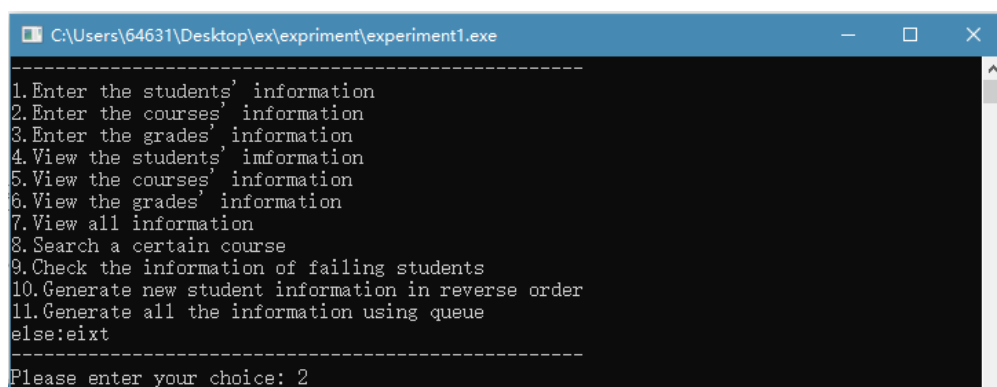 C:\Users\64631\Desktop\ex\expriment\experiment1.exe
----------------------------------------------------
1.Enter the students' information
2.Enter the courses' information
3.Enter the grades' information
4.View the students' imformation
5.View the courses' information
6.View the grades' information
7.View all information
8.Search a certain course
9.Check the information of failing students
10.Generate new student information in reverse order
11.Generate all the information using queue
else:eixt
----------------------------------------------------
Please enter your choice: 2